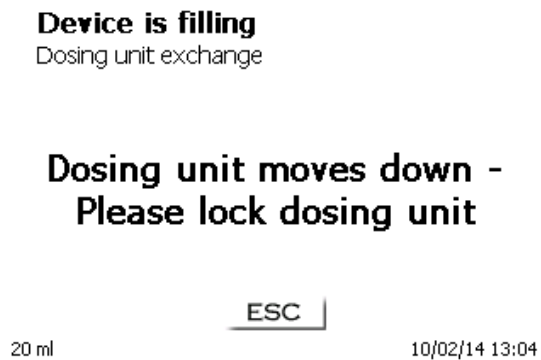 Device is filling
Dosing unit exchange
Dosing unit moves down -
Please lock dosing unit
ESC
20 ml
10/02/14 13:04